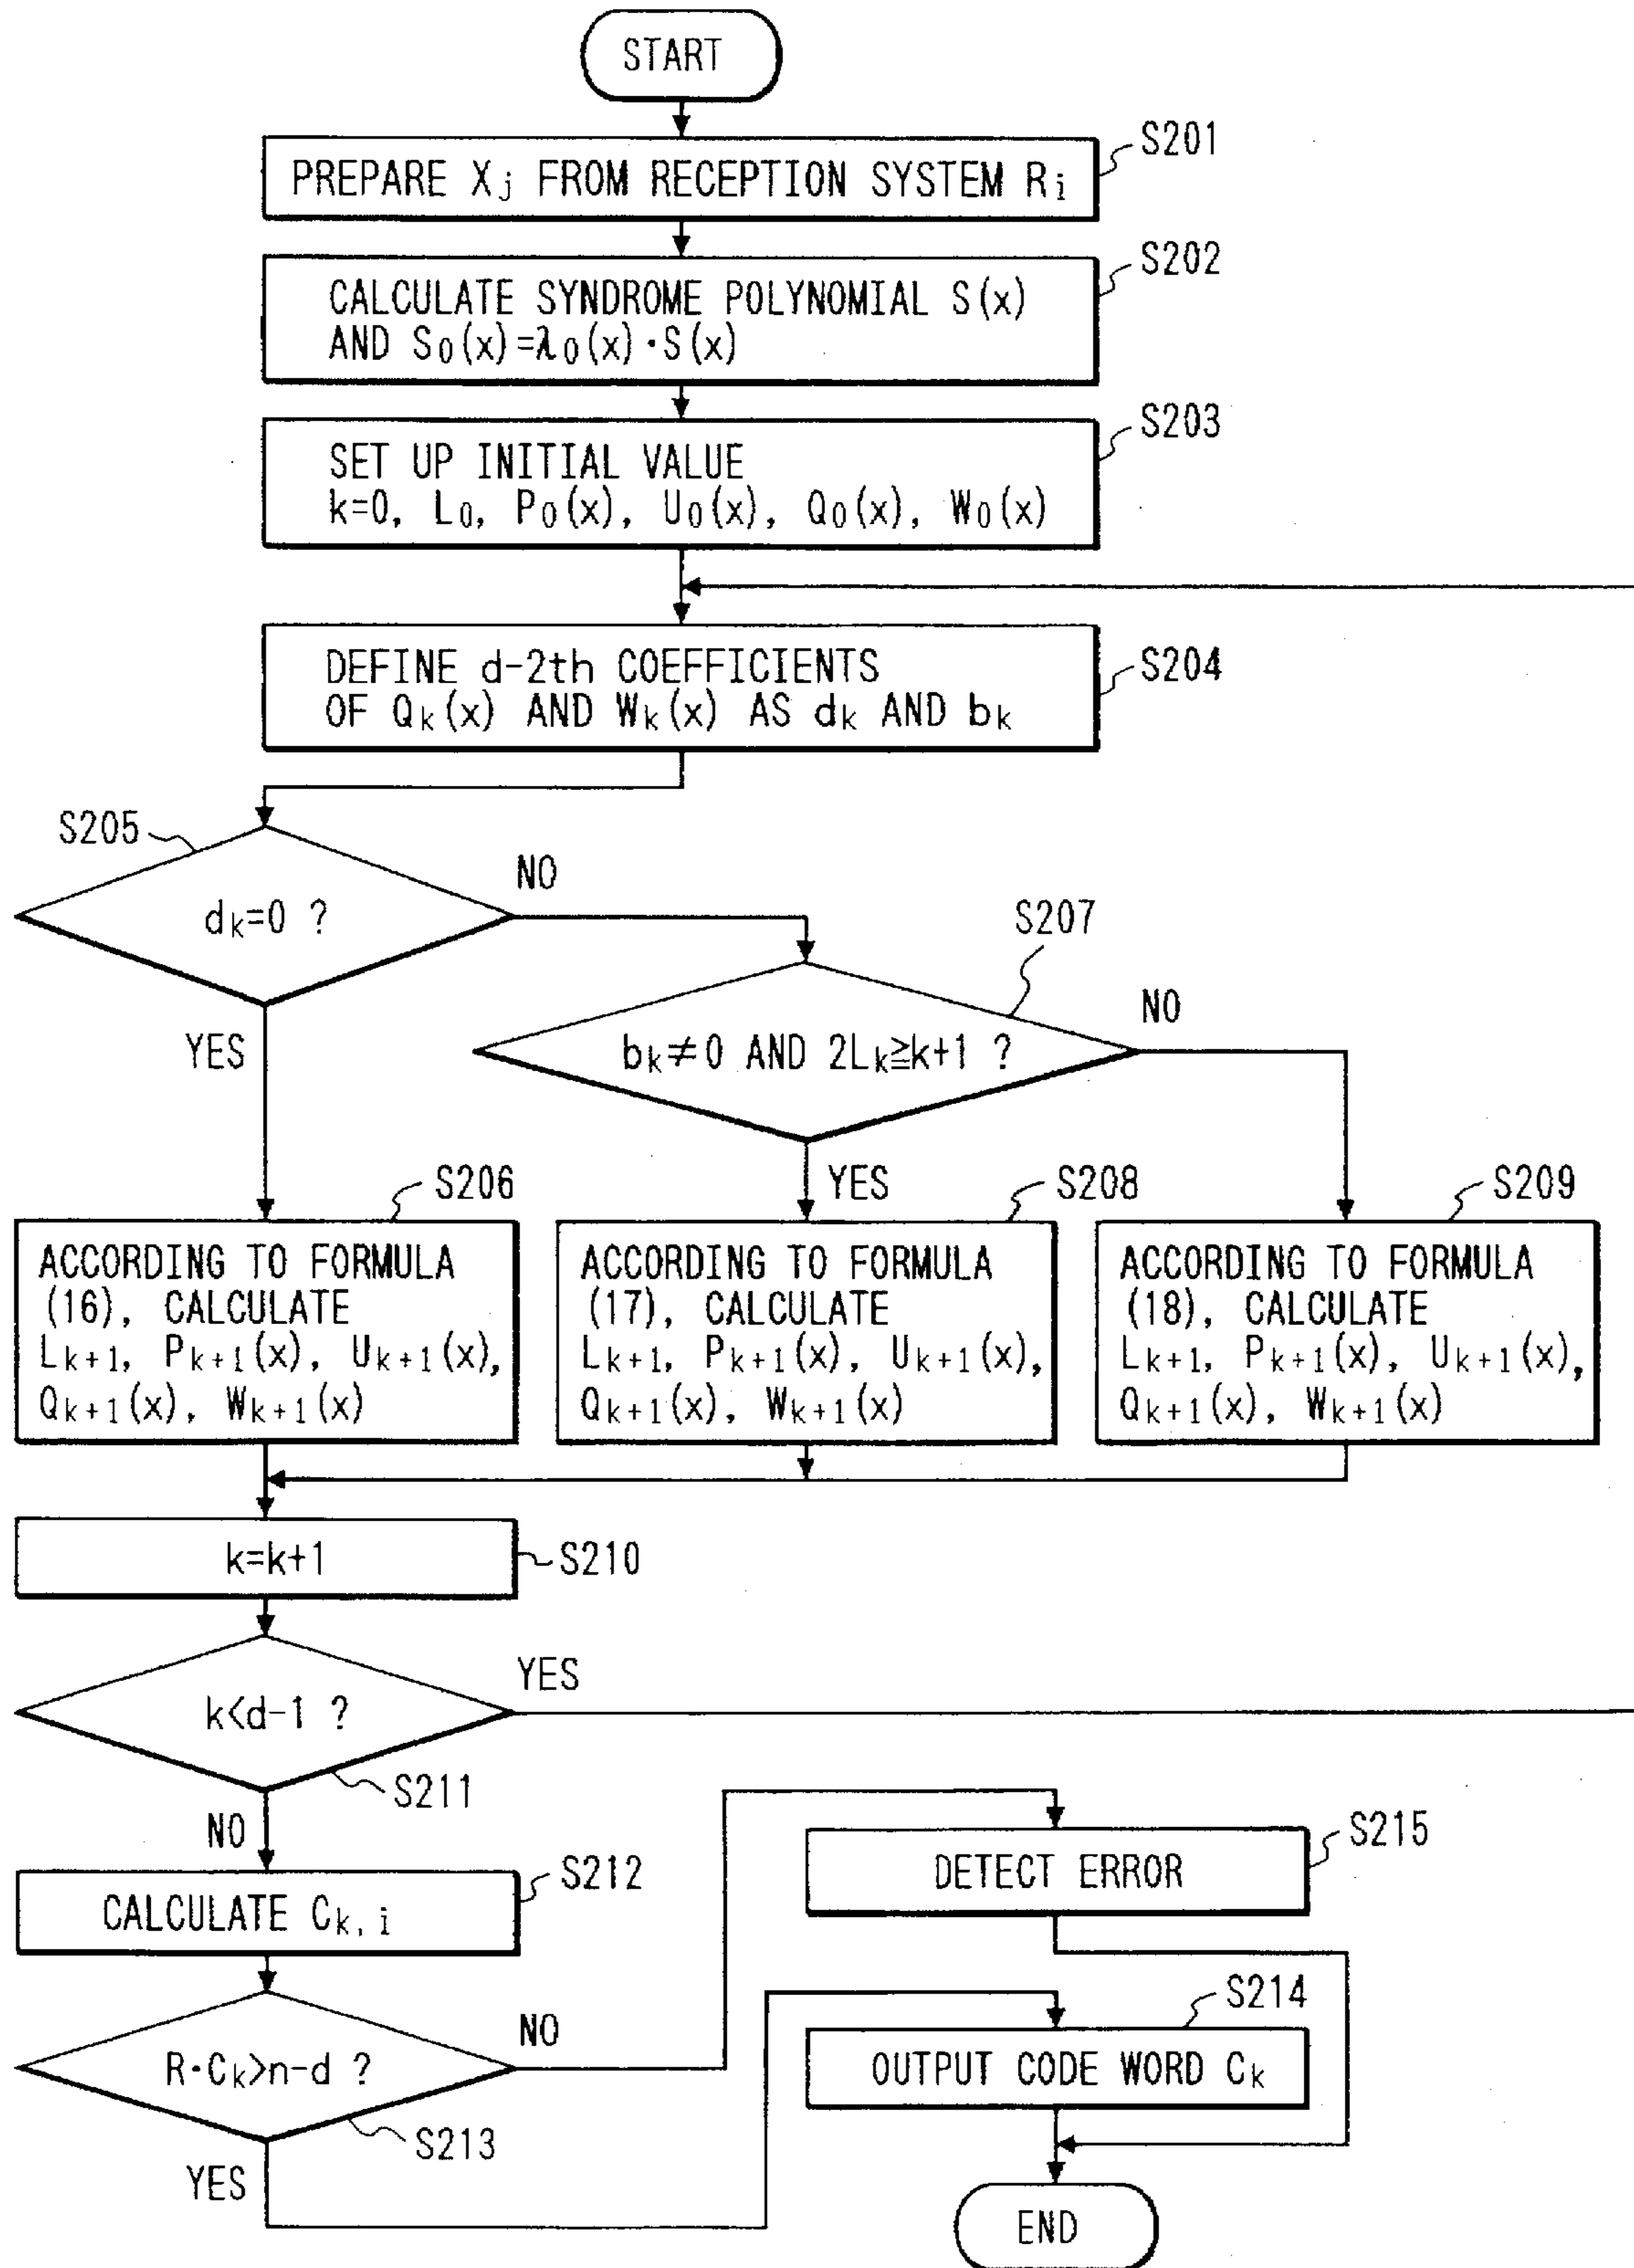 START
S201
PREPARE Xj FROM RECEPTION SYSTEM Ri
S202
CALCULATE SYNDROME POLYNOMIAL S(x)
AND S0(x)=λ0(x)·S(x)
S203
SET UP INITIAL VALUE
k=0, L0, P0(x), U0(x), Q0(x), W0(x)
S204
DEFINE d-2th COEFFICIENTS
OF Qk(x) AND Wk(x) AS dk AND bk
S205
dk=0 ?
NO
YES
S207
bk≠0 AND 2Lk≧k+1 ?
NO
YES
S206
ACCORDING TO FORMULA
(16), CALCULATE
Lk+1, Pk+1(x), Uk+1(x),
Qk+1(x), Wk+1(x)
S208
ACCORDING TO FORMULA
(17), CALCULATE
Lk+1, Pk+1(x), Uk+1(x),
Qk+1(x), Wk+1(x)
S209
ACCORDING TO FORMULA
(18), CALCULATE
Lk+1, Pk+1(x), Uk+1(x),
Qk+1(x), Wk+1(x)
k=k+1
S210
k<d-1 ?
YES
S211
NO
S212
CALCULATE Ck,i
S215
DETECT ERROR
R·Ck>n-d ?
NO
S213
YES
S214
OUTPUT CODE WORD Ck
END